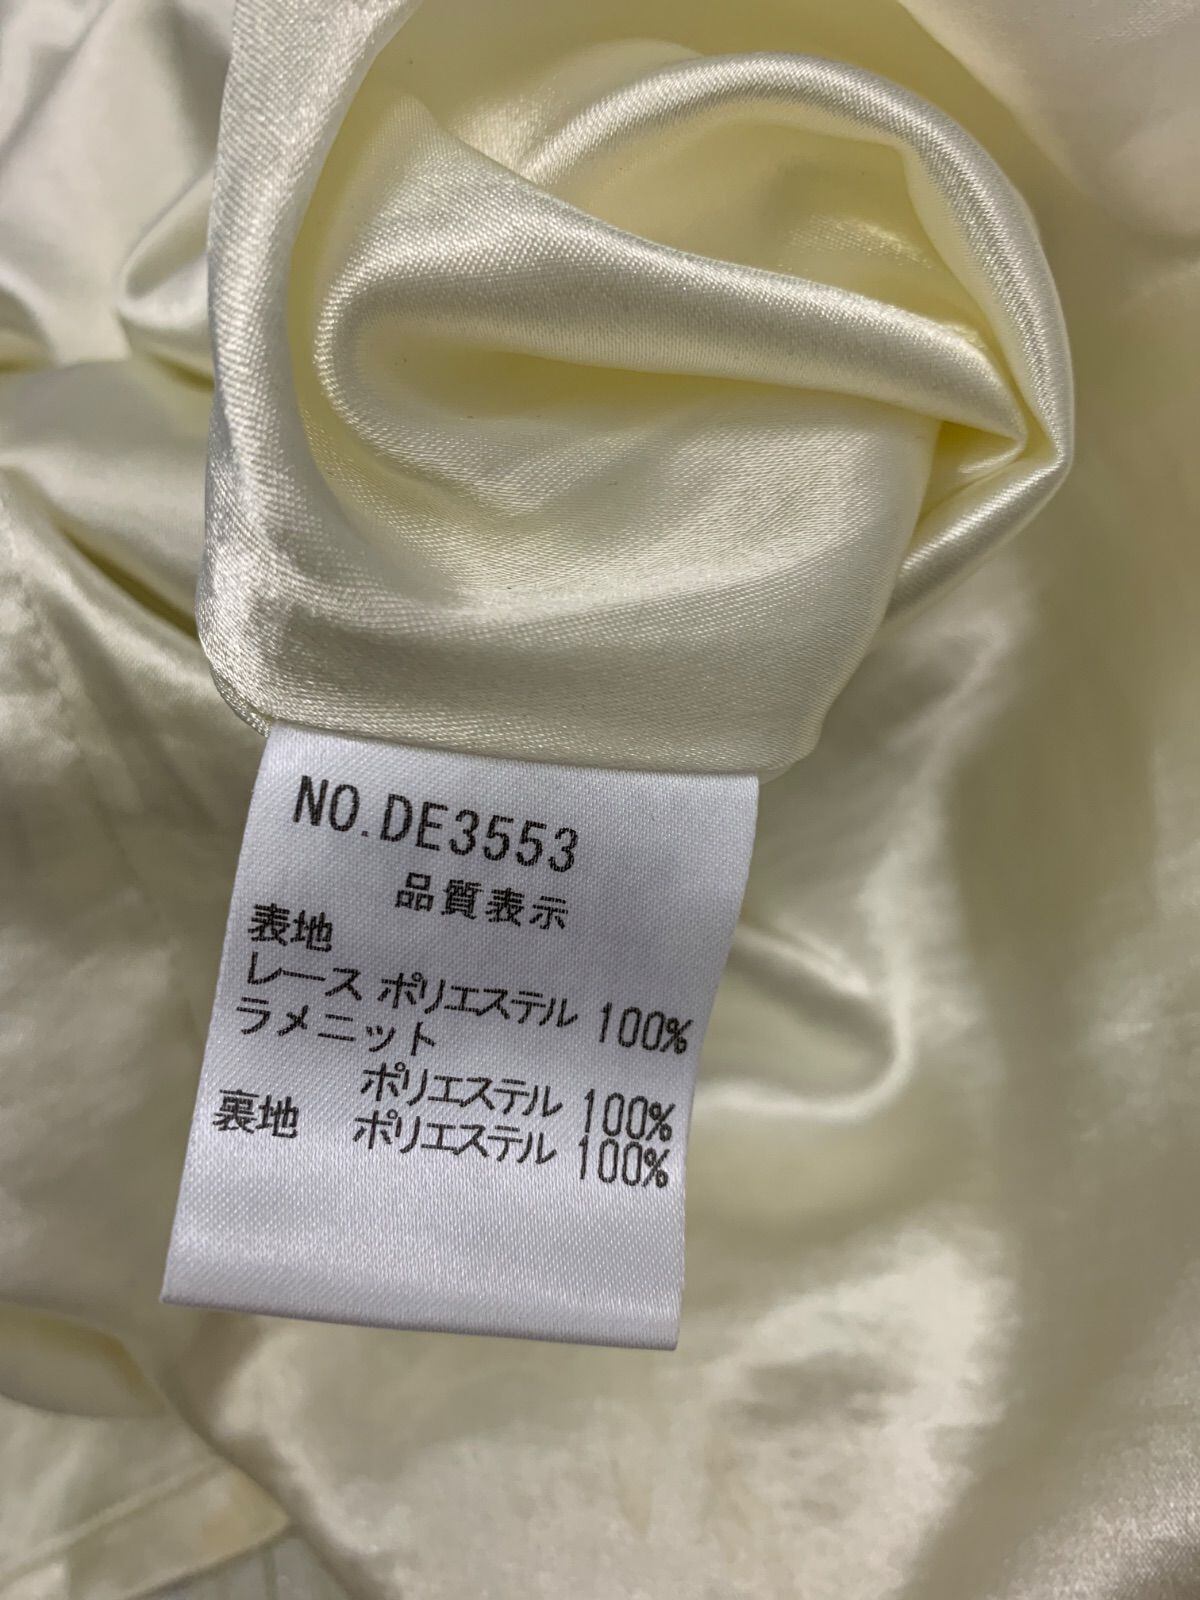 NO.DE3553
品質表示
表地
レース ポリエステル 100%
ラメニット
ポリエステル 100%
裏地 ポリエステル 100%